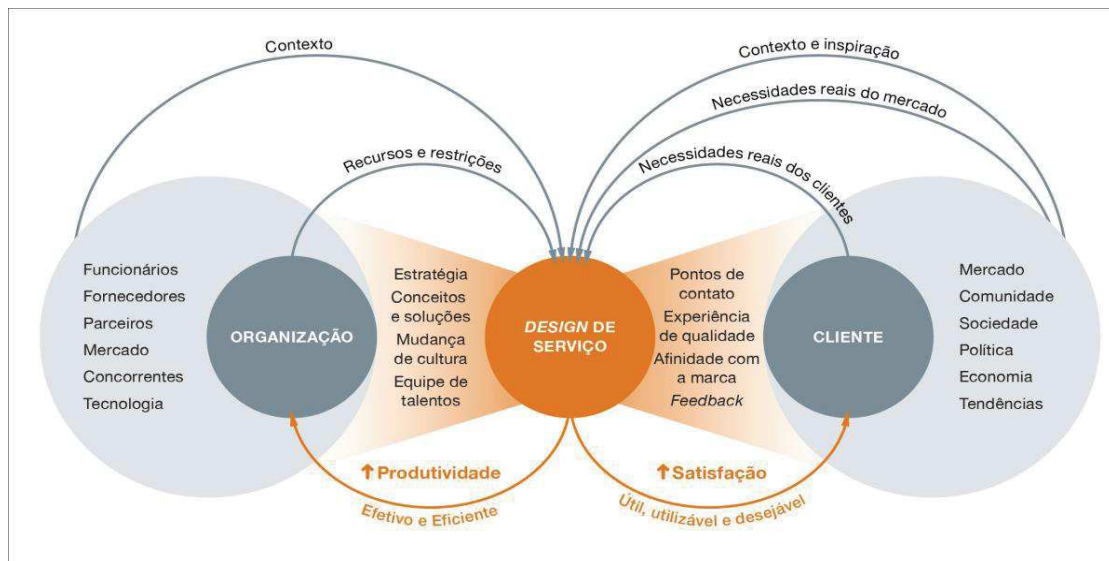 Contexto
Contexto e inspiração
Necessidades reais do mercado
Recursos e restrições
Necessidades reais dos clientes
Funcionários
Fornecedores
Parceiros
Mercado
Concorrentes
Tecnologia
ORGANIZAÇÃO
Estratégia
Conceitos
e soluções
Mudança
de cultura
Equipe de
talentos
DESIGN DE
SERVIÇO
Pontos de
contato
Experiência
de qualidade
Afinidade com
a marca
Feedback
CLIENTE
Mercado
Comunidade
Sociedade
Política
Economia
Tendências
↑ Produtividade
Efetivo e Eficiente
↑ Satisfação
Útil, utilizável e desejável